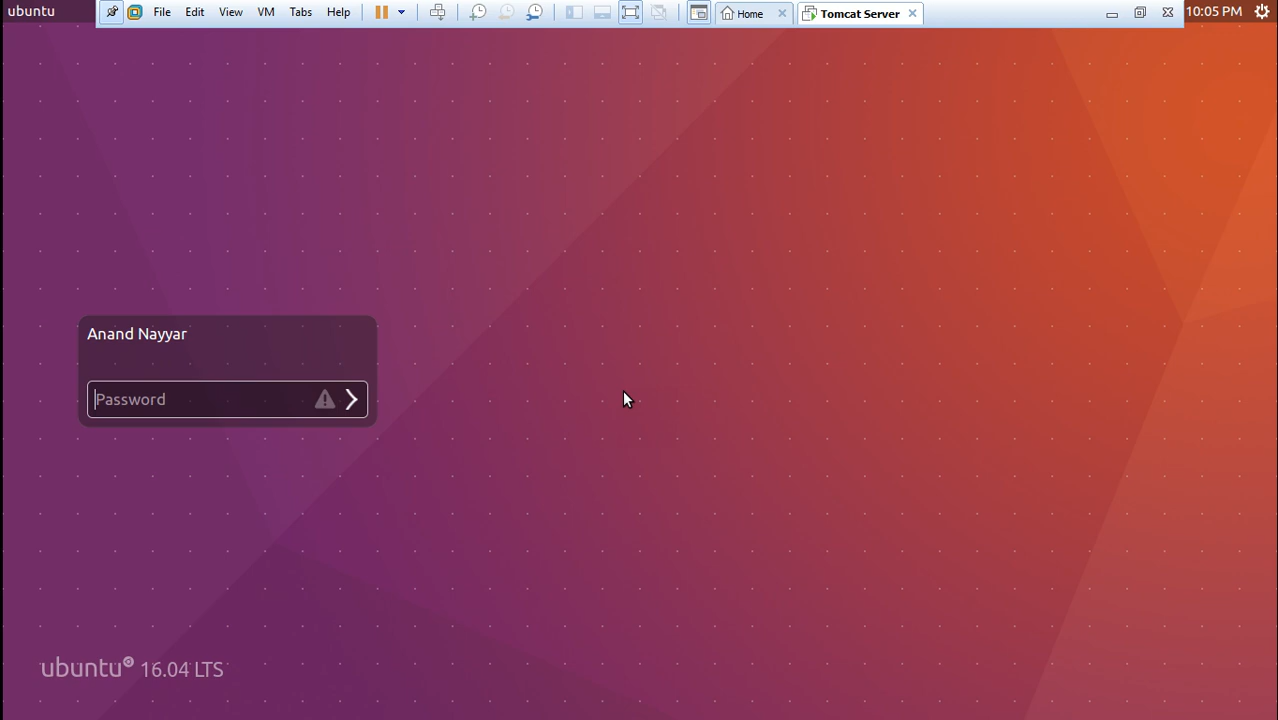 ubuntu File Edit View VM Tabs Help Home Tomcat Server 10:05 PM
Anand Nayyar
Password
ubuntu 16.04 LTS